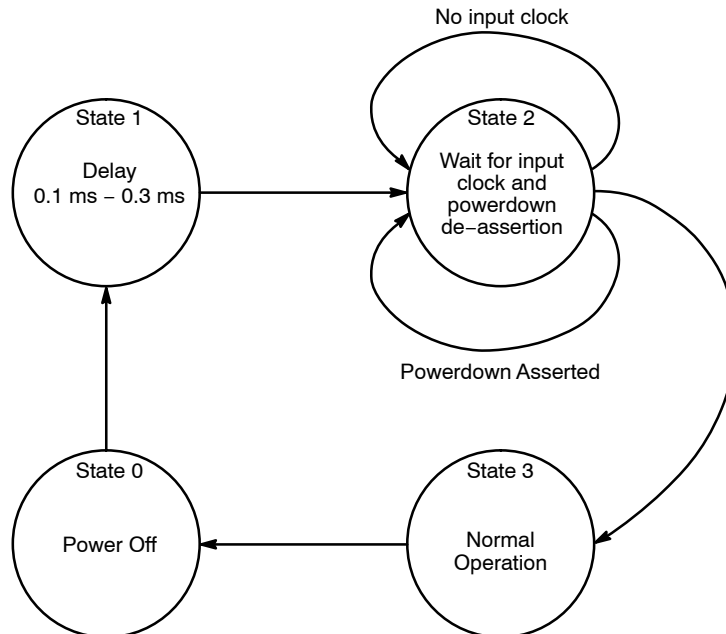 No input clock
State 1
Delay
0.1 ms – 0.3 ms
State 2
Wait for input
clock and
powerdown
de–assertion
Powerdown Asserted
State 0
Power Off
State 3
Normal
Operation